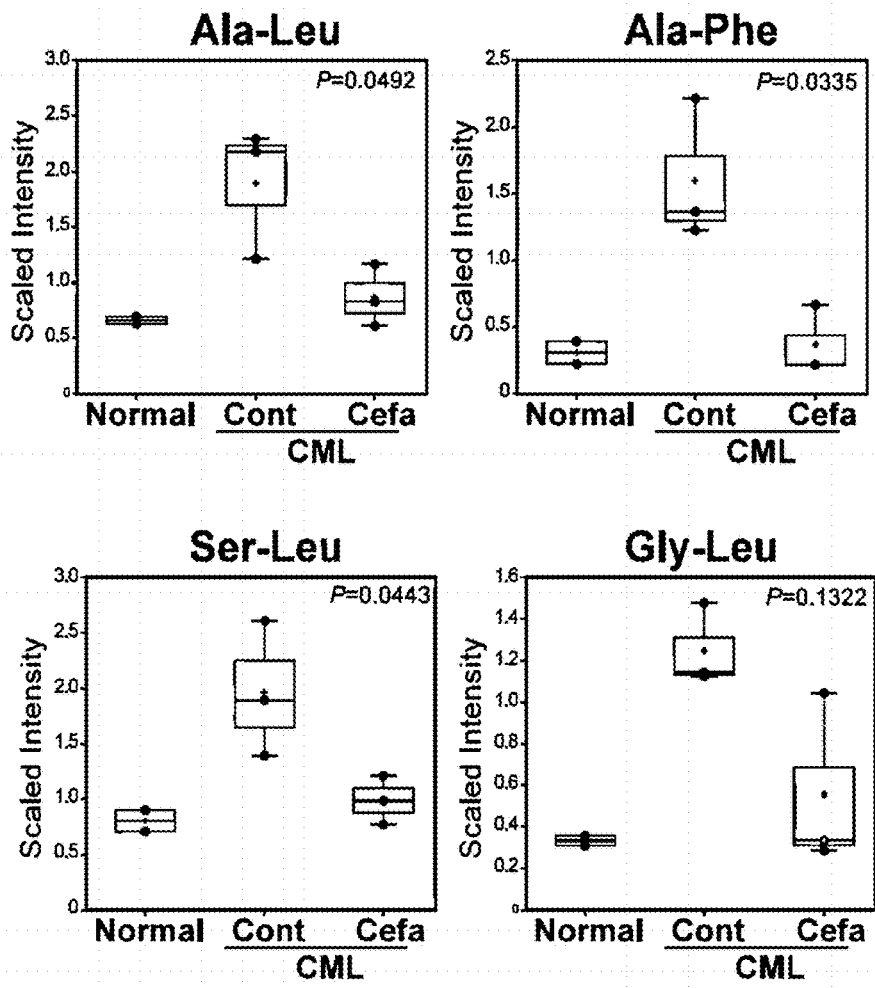 Ala-Leu
P=0.0492
Scaled Intensity
3.0
2.5
2.0
1.5
1.0
0.5
0
Normal Cont Cefa
CML
Ala-Phe
P=0.0335
Scaled Intensity
2.5
2.0
1.5
1.0
0.5
0
Normal Cont Cefa
CML
Ser-Leu
P=0.0443
Scaled Intensity
3.0
2.5
2.0
1.5
1.0
0.5
0
Normal Cont Cefa
CML
Gly-Leu
P=0.1322
Scaled Intensity
1.6
1.4
1.2
1.0
0.8
0.6
0.4
0.2
0
Normal Cont Cefa
CML